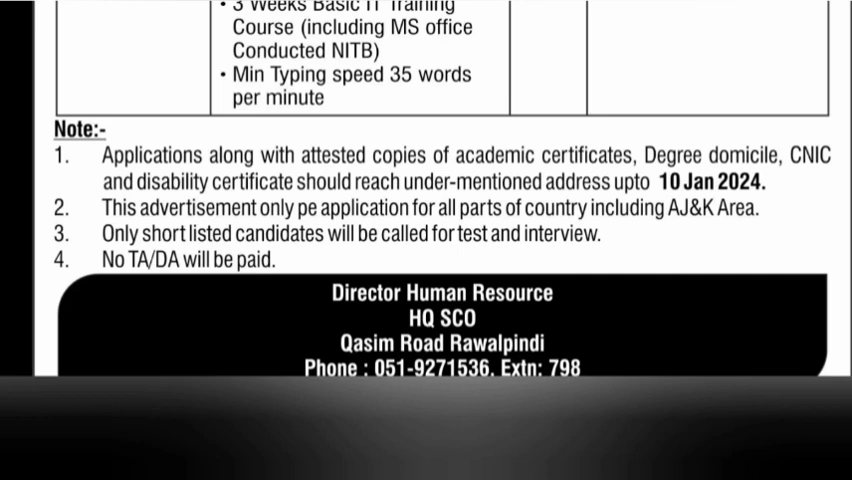 • 3 Weeks Basic IT Training
Course (including MS office
Conducted NITB)
• Min Typing speed 35 words
per minute
Note:-
1. Applications along with attested copies of academic certificates, Degree domicile, CNIC
and disability certificate should reach under-mentioned address upto 10 Jan 2024.
2. This advertisement only pe application for all parts of country including AJ&K Area.
3. Only short listed candidates will be called for test and interview.
4. No TA/DA will be paid.
Director Human Resource
HQ SCO
Qasim Road Rawalpindi
Phone : 051-9271536, Extn: 798